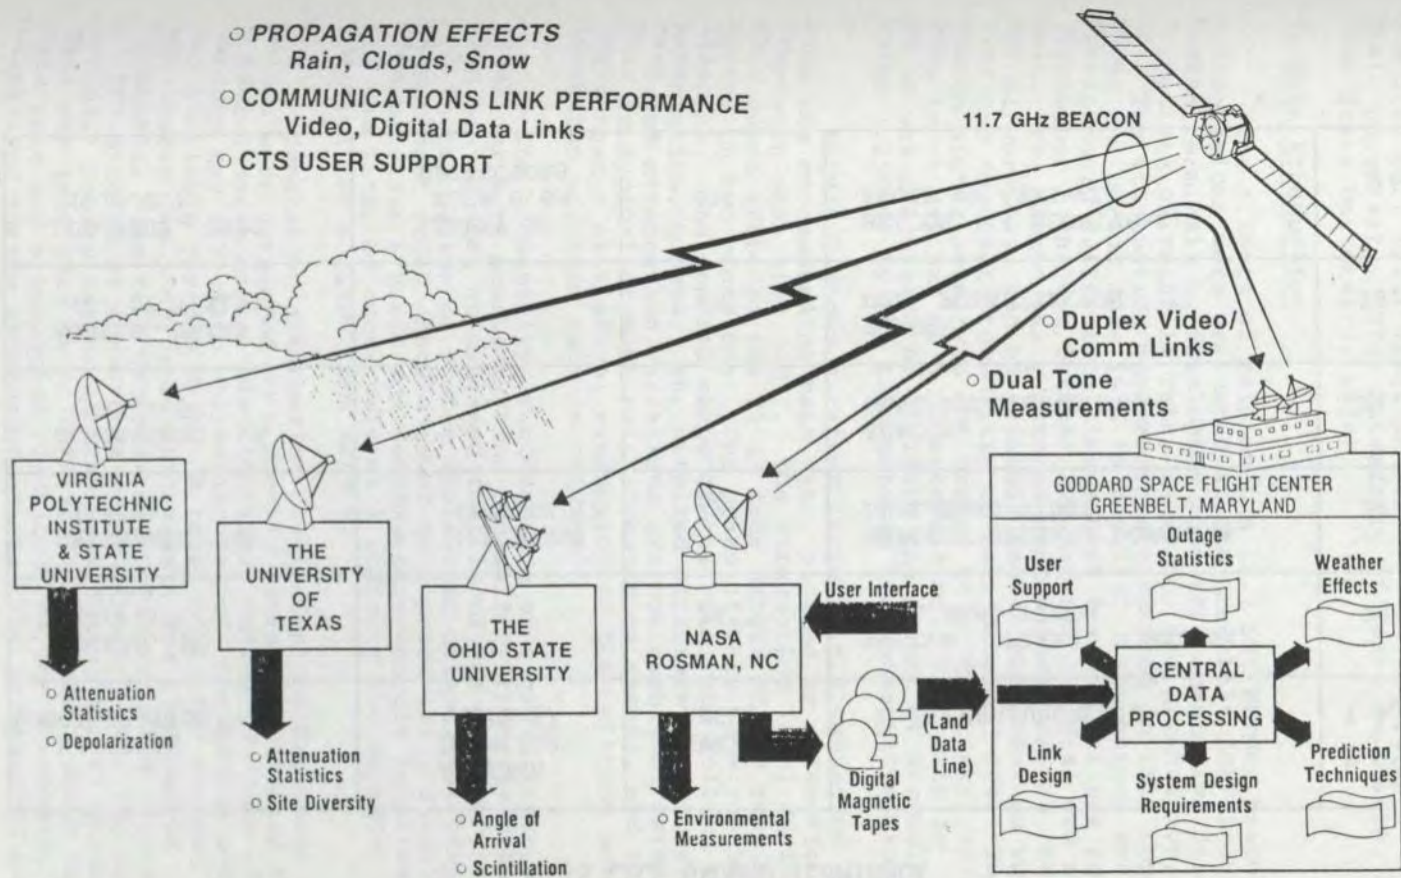 ○ PROPAGATION EFFECTS
Rain, Clouds, Snow
○ COMMUNICATIONS LINK PERFORMANCE
Video, Digital Data Links
○ CTS USER SUPPORT
11.7 GHz BEACON
○ Duplex Video/
Comm Links
○ Dual Tone
Measurements
VIRGINIA
POLYTECHNIC
INSTITUTE
& STATE
UNIVERSITY
○ Attenuation
Statistics
○ Depolarization
THE
UNIVERSITY
OF
TEXAS
○ Attenuation
Statistics
○ Site Diversity
THE
OHIO STATE
UNIVERSITY
○ Angle of
Arrival
○ Scintillation
NASA
ROSMAN, NC
○ Environmental
Measurements
User Interface
Digital
Magnetic
Tapes
(Land
Data
Line)
GODDARD SPACE FLIGHT CENTER
GREENBELT, MARYLAND
User
Support
Outage
Statistics
Weather
Effects
CENTRAL
DATA
PROCESSING
Link
Design
System Design
Requirements
Prediction
Techniques